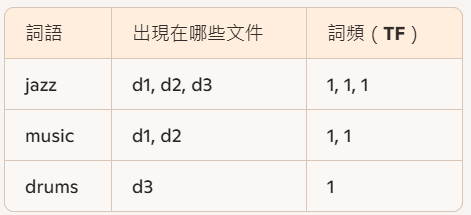 詞語 出現在哪些文件 詞頻（TF）
jazz d1, d2, d3 1, 1, 1
music d1, d2 1, 1
drums d3 1